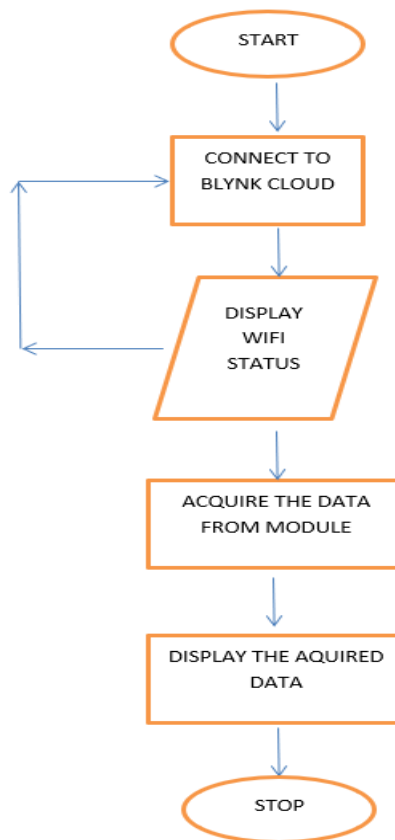 START
CONNECT TO
BLYNK CLOUD
DISPLAY
WIFI
STATUS
ACQUIRE THE DATA
FROM MODULE
DISPLAY THE AQUIRED
DATA
STOP